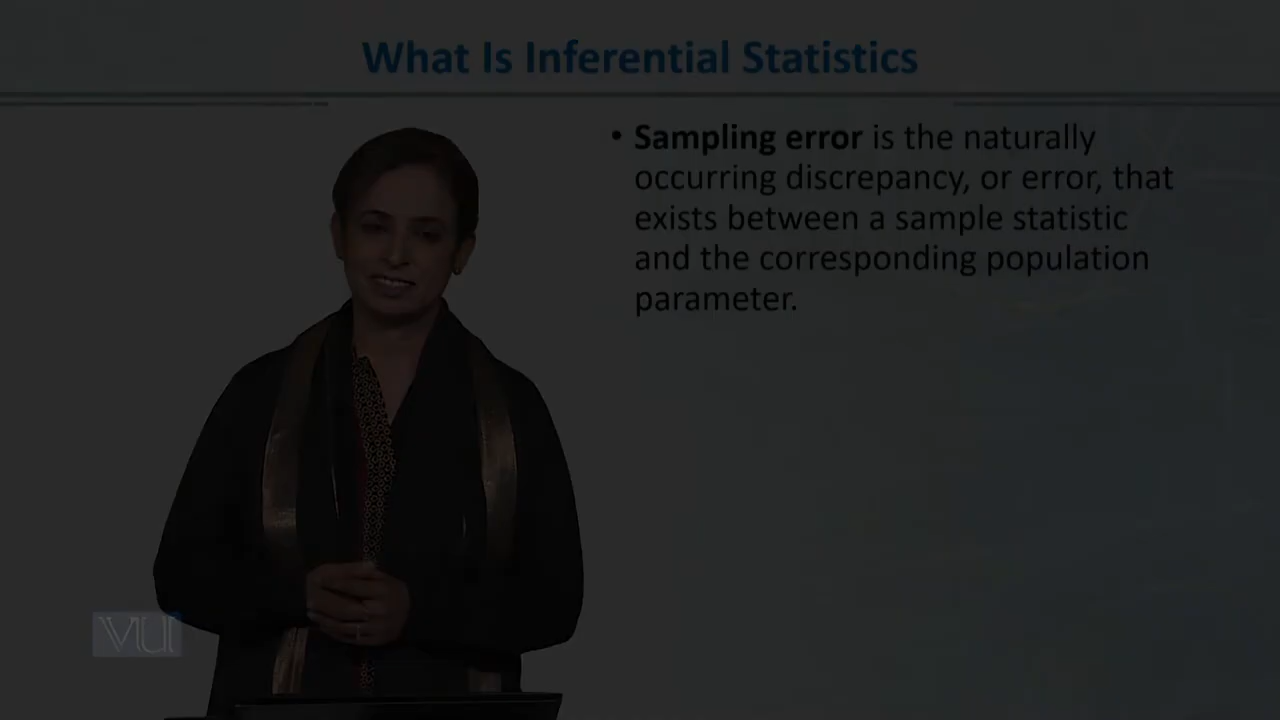 What Is Inferential Statistics
• Sampling error is the naturally
occurring discrepancy, or error, that
exists between a sample statistic
and the corresponding population
parameter.
VU